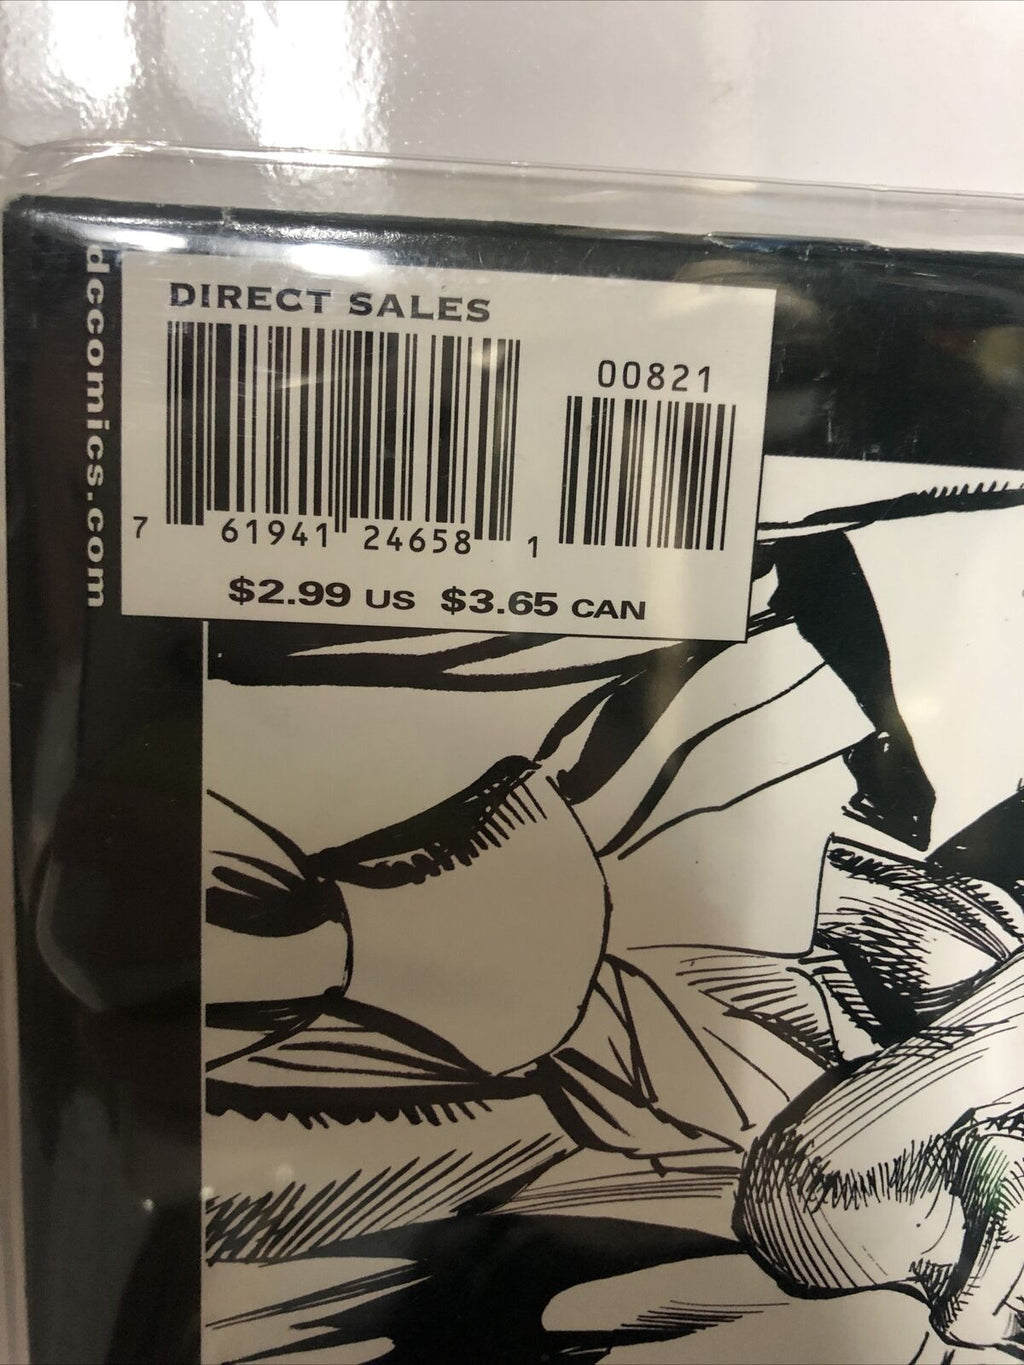 dccomics.com
DIRECT SALES
00821
7 61941 24658 1
$2.99 US $3.65 CAN